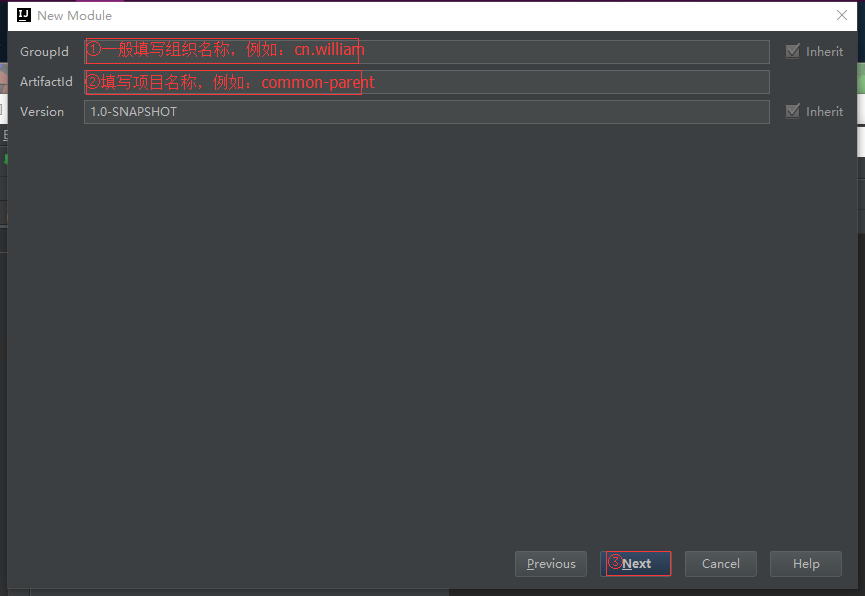 New Module
GroupId ①一般填写组织名称，例如：cn.william Inherit
ArtifactId ②填写项目名称，例如：common-parent
Version 1.0-SNAPSHOT Inherit
Previous ③Next Cancel Help